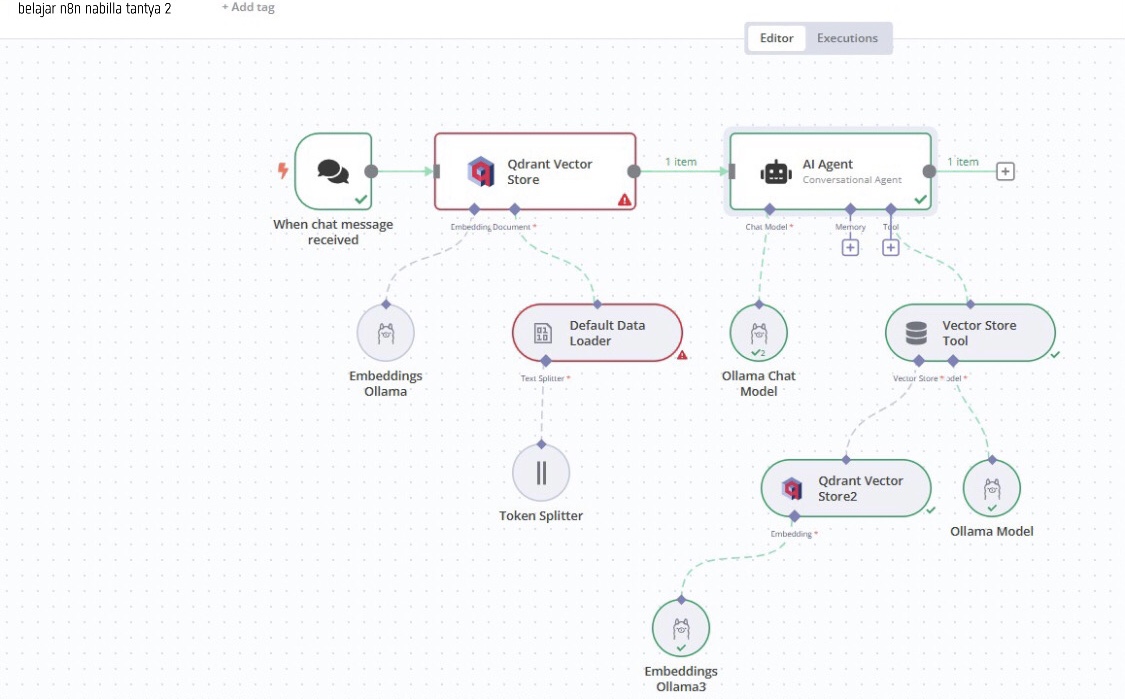 belajar n8n nabilla tantya 2
+ Add tag
Editor
Executions
Qdrant Vector
Store
1 item
AI Agent
Conversational Agent
1 item
When chat message
received
Embedding
Document *
Chat Model *
Memory
Tool
Default Data
Loader
Vector Store
Tool
Embeddings
Ollama
Text Splitter *
2
Ollama Chat
Model
Vector Store *
odel *
Token Splitter
Qdrant Vector
Store2
Ollama Model
Embedding *
Embeddings
Ollama3